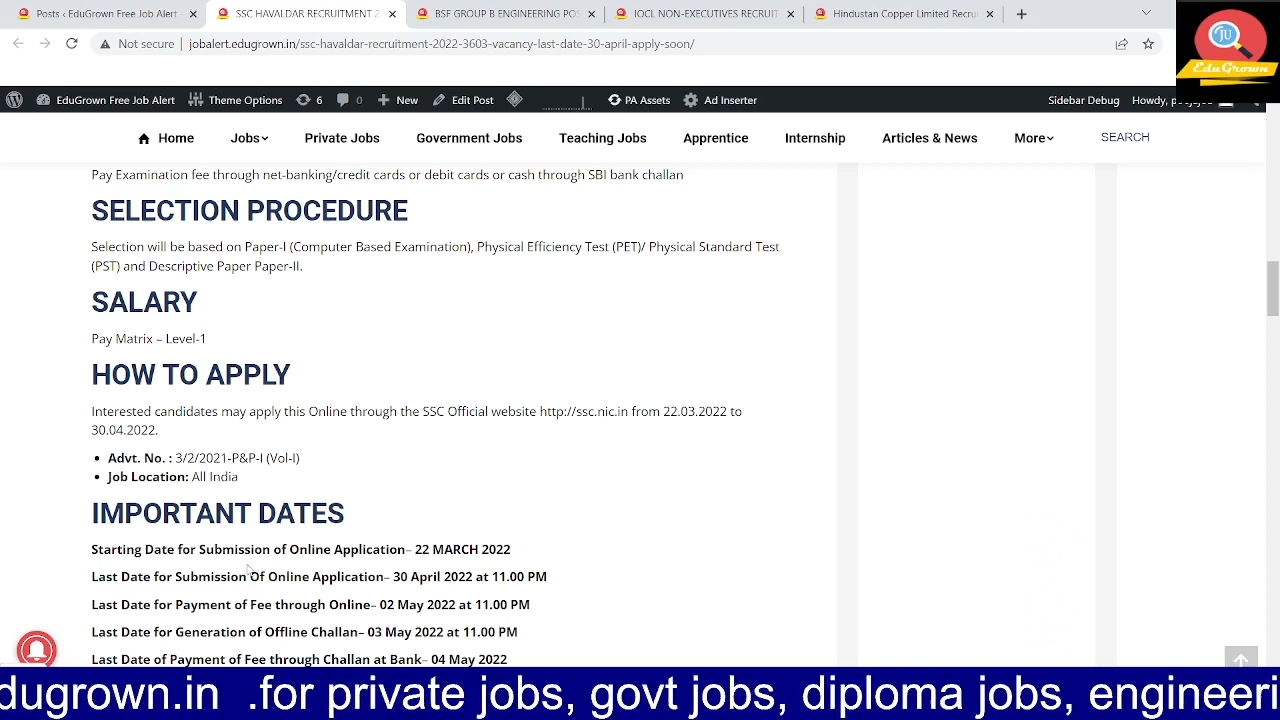 Posts ‹ EduGrown Free Job Alert
SSC HAVALDAR RECRUITMENT 2
IOCL NON-EXECUTIVE RECRUIT
Hindustan Copper Limited Recru
Not secure
jobalert.edugrown.in/ssc-havaldar-recruitment-2022-3603-vacancy-last-date-30-april-apply-soon/
JU
EduGrown
EduGrown Free Job Alert
Theme Options
6
0
New
Edit Post
PA Assets
Ad Inserter
Sidebar Debug
Howdy,
Home
Jobs
Private Jobs
Government Jobs
Teaching Jobs
Apprentice
Internship
Articles & News
More
SEARCH
Pay Examination fee through net-banking/credit cards or debit cards or cash through SBI bank challan
SELECTION PROCEDURE
Selection will be based on Paper-I (Computer Based Examination), Physical Efficiency Test (PET)/ Physical Standard Test
(PST) and Descriptive Paper Paper-II.
SALARY
Pay Matrix – Level-1
HOW TO APPLY
Interested candidates may apply this Online through the SSC Official website http://ssc.nic.in from 22.03.2022 to
30.04.2022.
Advt. No. : 3/2/2021-P&P-I (Vol-I)
Job Location: All India
IMPORTANT DATES
Starting Date for Submission of Online Application– 22 MARCH 2022
Last Date for Submission Of Online Application– 30 April 2022 at 11.00 PM
Last Date for Payment of Fee through Online– 02 May 2022 at 11.00 PM
Last Date for Generation of Offline Challan– 03 May 2022 at 11.00 PM
Last Date of Payment of Fee through Challan at Bank– 04 May 2022
dugrown.in .for private jobs, govt jobs, diploma jobs, engineeri